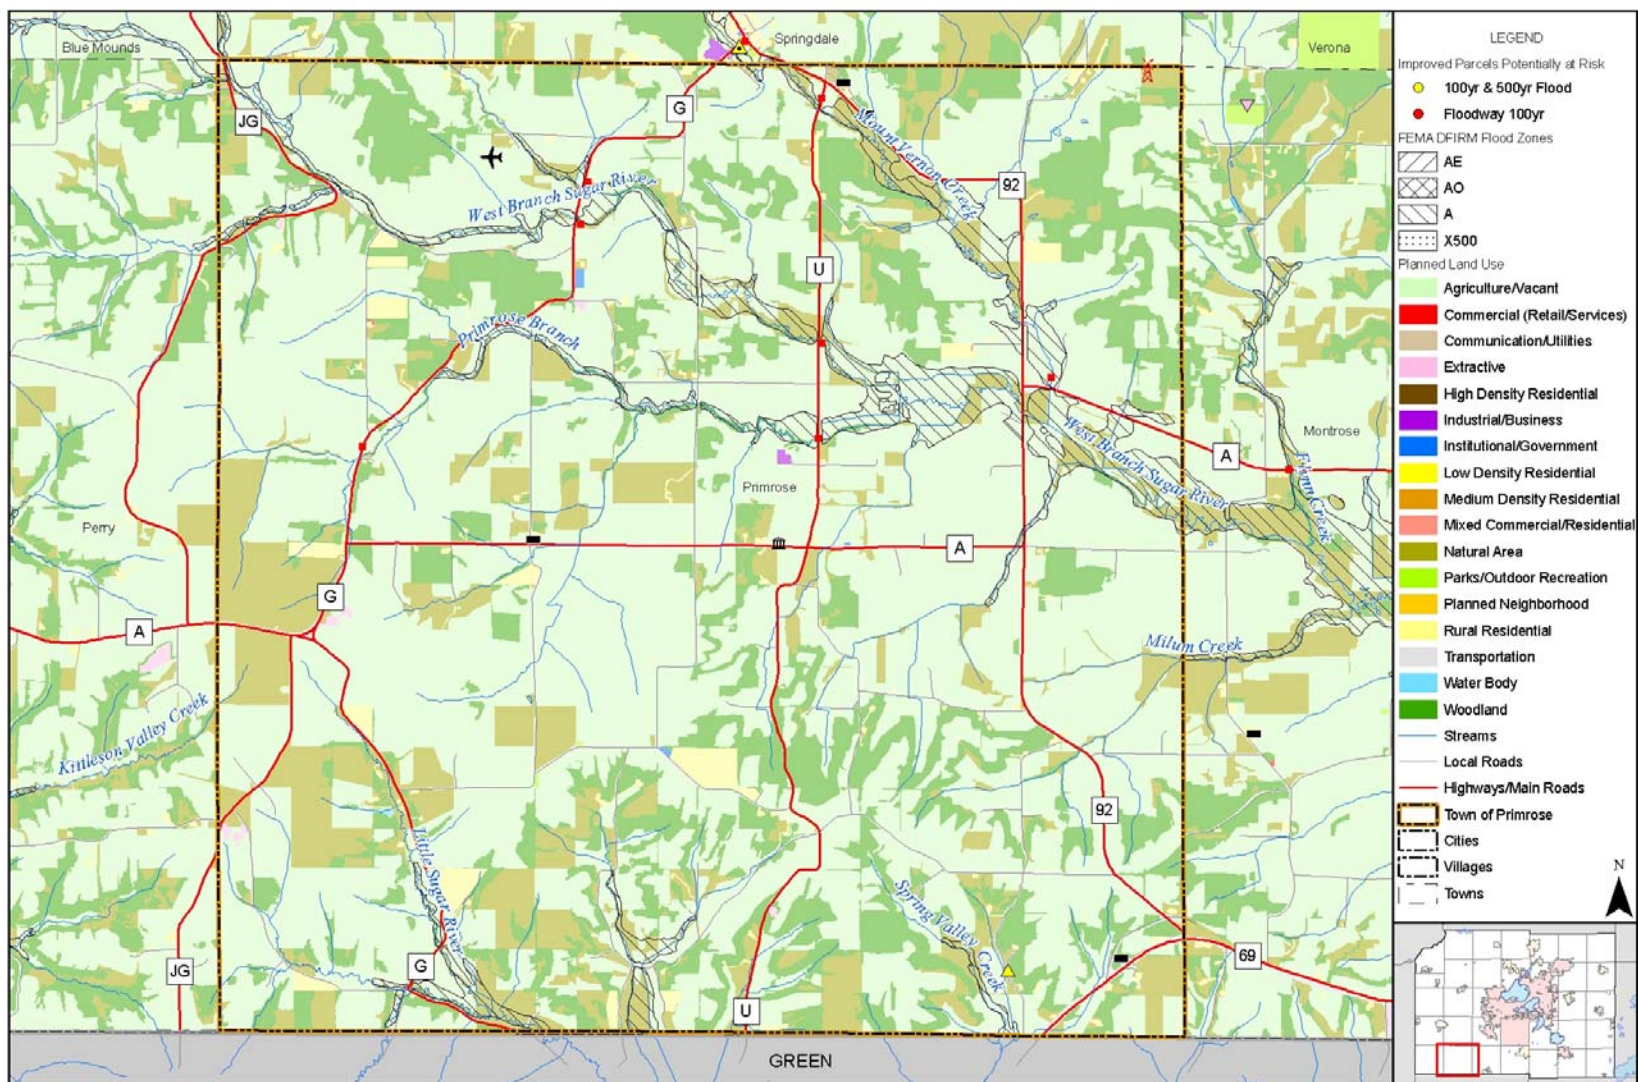 Blue Mounds
Springdale
Verona
JG
G
Mount Vernon Creek
92
West Branch Sugar River
U
Primrose Branch
West Branch Sugar River
A
Montrose
Flynn Creek
Primrose
Perry
A
G
A
Milum Creek
Kittleson Valley Creek
92
Little Sugar River
Spring Valley Creek
G
JG
U
69
GREEN
LEGEND
Improved Parcels Potentially at Risk
100yr & 500yr Flood
Floodway 100yr
FEMA DFIRM Flood Zones
AE
AO
A
X500
Planned Land Use
Agriculture/Vacant
Commercial (Retail/Services)
Communication/Utilities
Extractive
High Density Residential
Industrial/Business
Institutional/Government
Low Density Residential
Medium Density Residential
Mixed Commercial/Residential
Natural Area
Parks/Outdoor Recreation
Planned Neighborhood
Rural Residential
Transportation
Water Body
Woodland
Streams
Local Roads
Highways/Main Roads
Town of Primrose
Cities
Villages
Towns
N